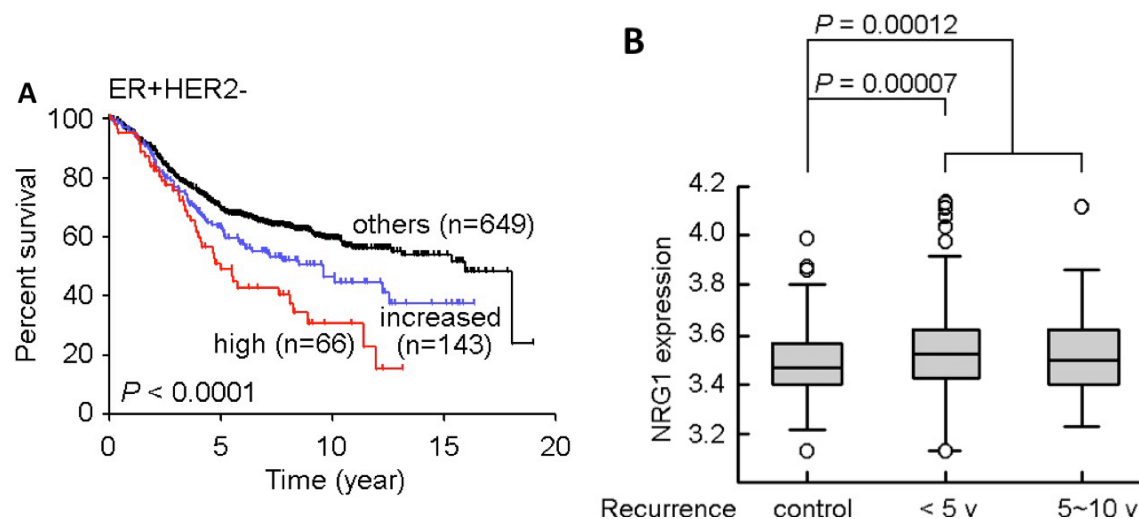 A
ER+HER2-
Percent survival
100
80
60
40
20
0
others (n=649)
increased
(n=143)
high (n=66)
P < 0.0001
0 5 10 15 20
Time (year)
B
P = 0.00012
P = 0.00007
NRG1 expression
4.2
4.0
3.8
3.6
3.4
3.2
Recurrence control < 5 y 5~10 y